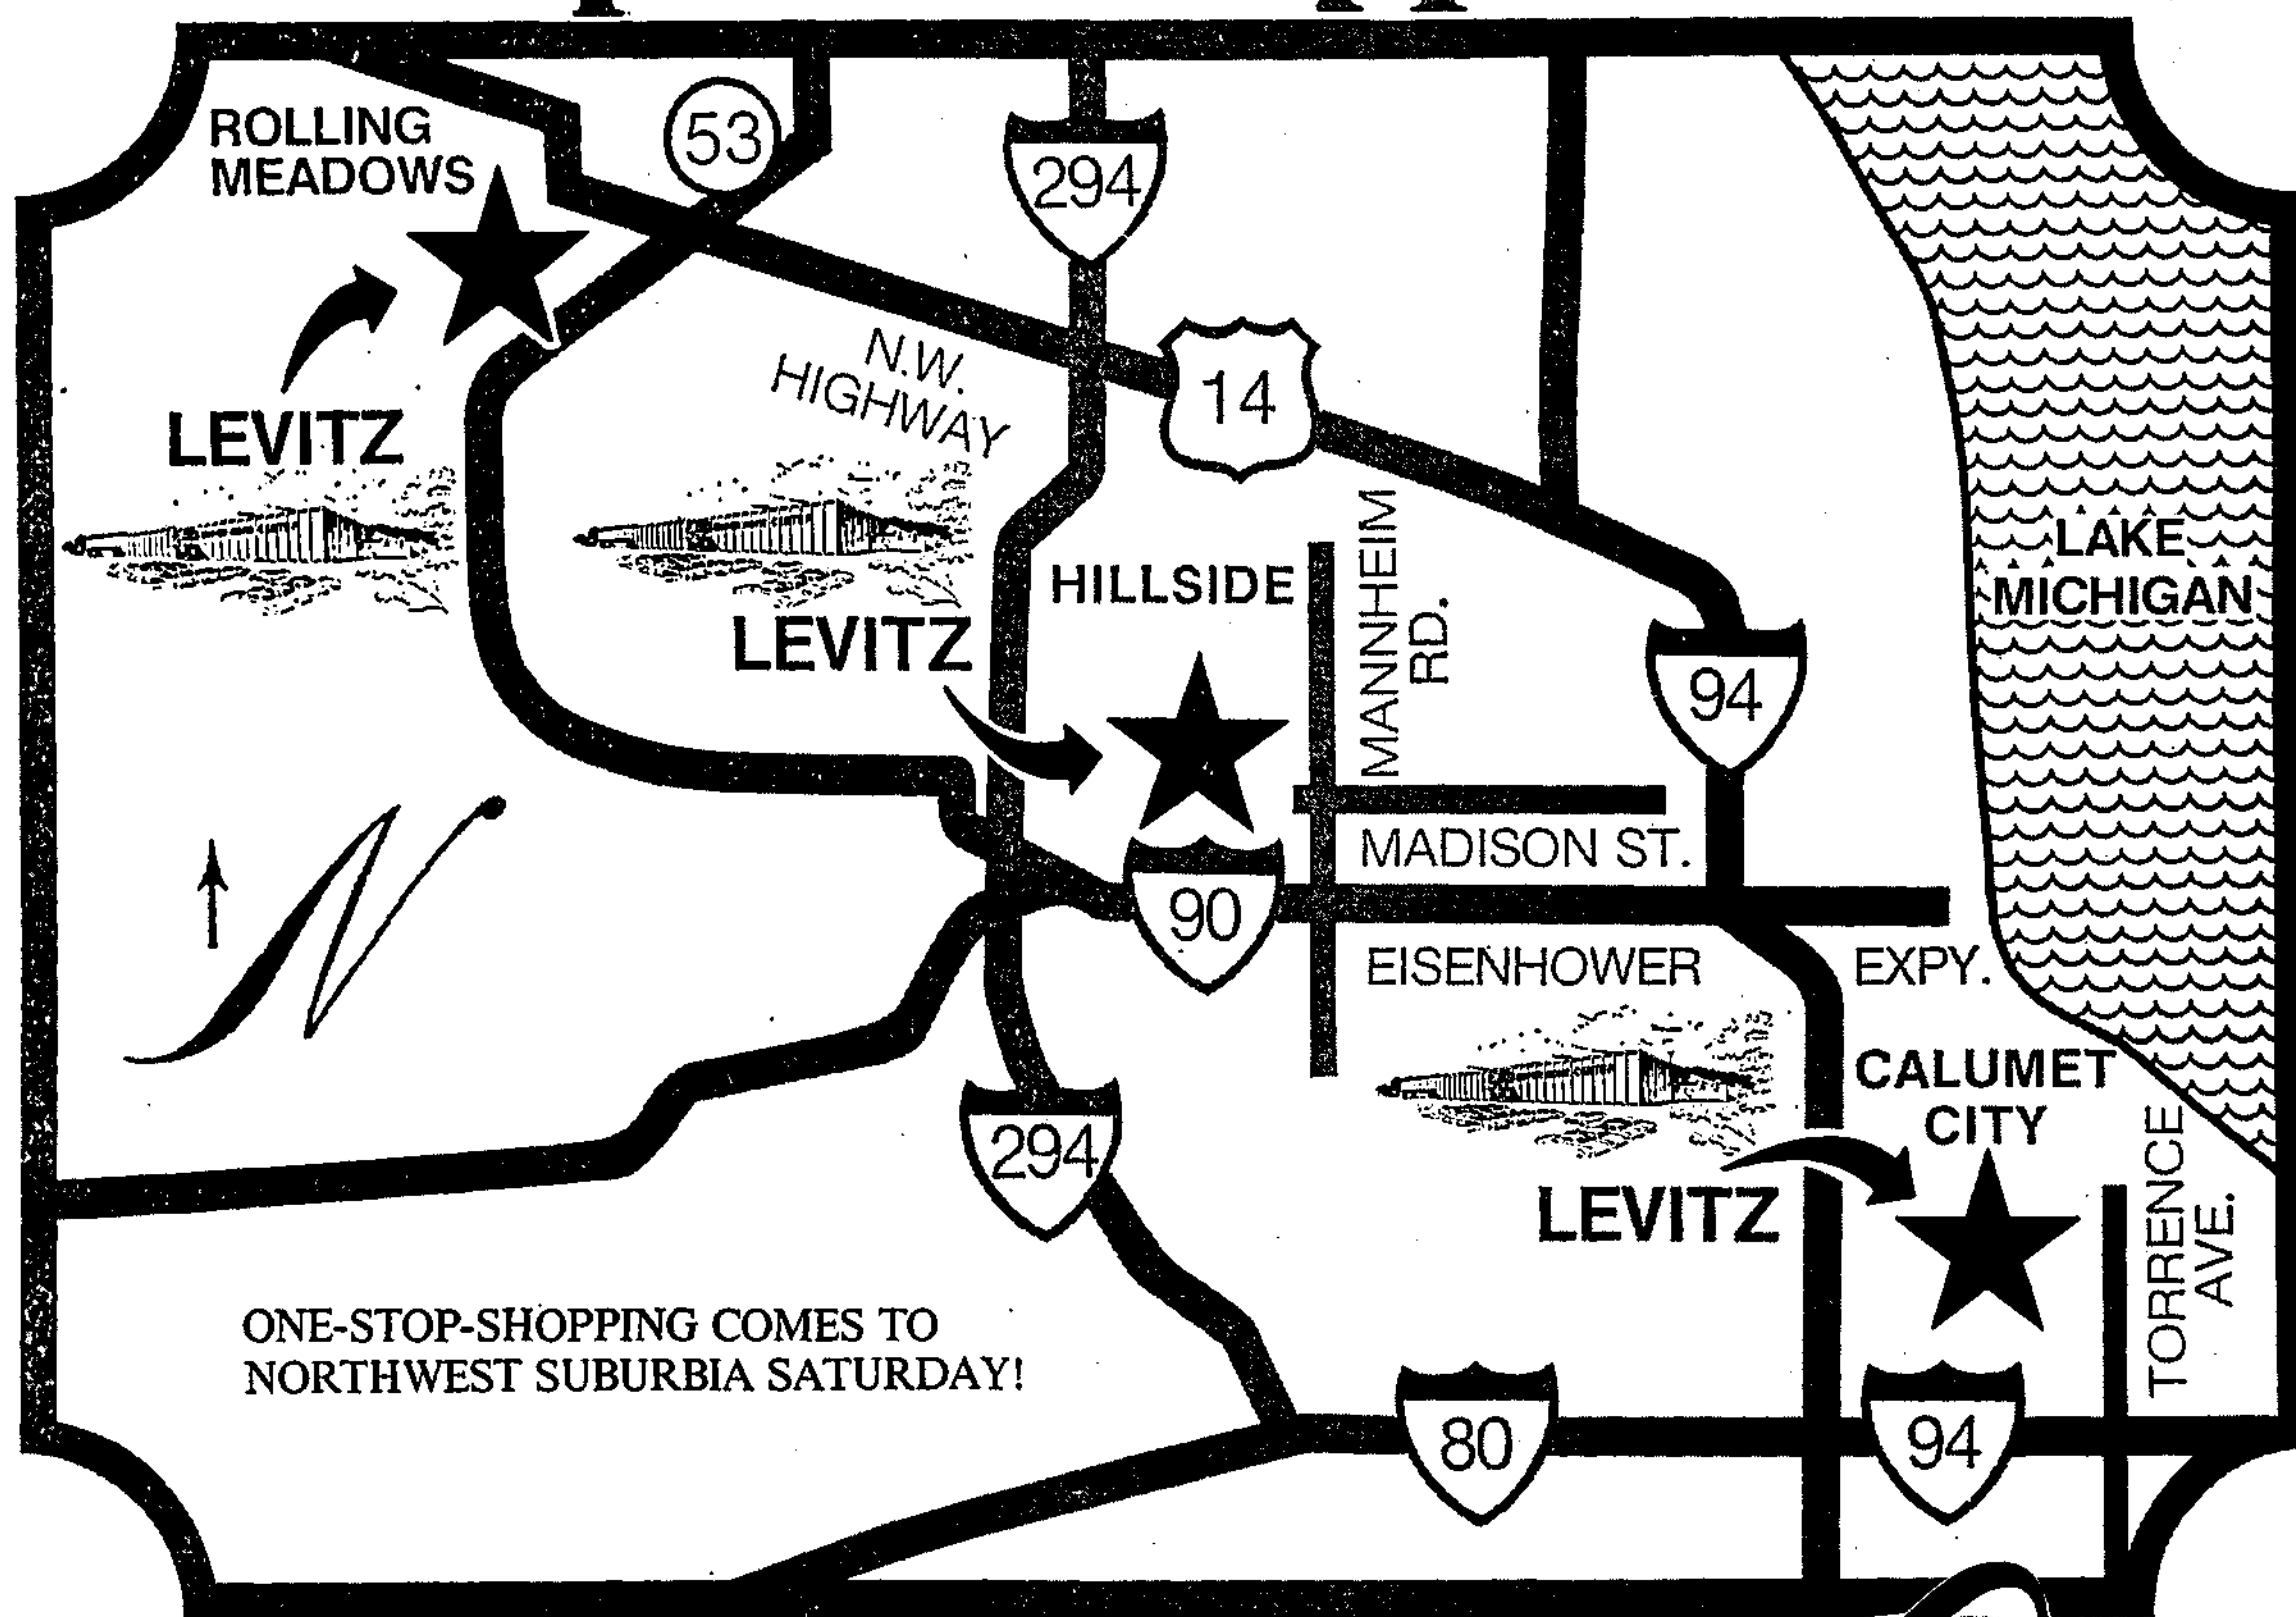 ROLLING
MEADOWS
53
294
N.W.
HIGHWAY
14
LEVITZ
LEVITZ
HILLSIDE
MANNHEIM
RD.
94
LAKE
MICHIGAN
MADISON ST.
90
EISENHOWER
EXPY.
N
294
CALUMET
CITY
LEVITZ
TORRENCE
AVE.
ONE-STOP-SHOPPING COMES TO
NORTHWEST SUBURBIA SATURDAY!
80
94